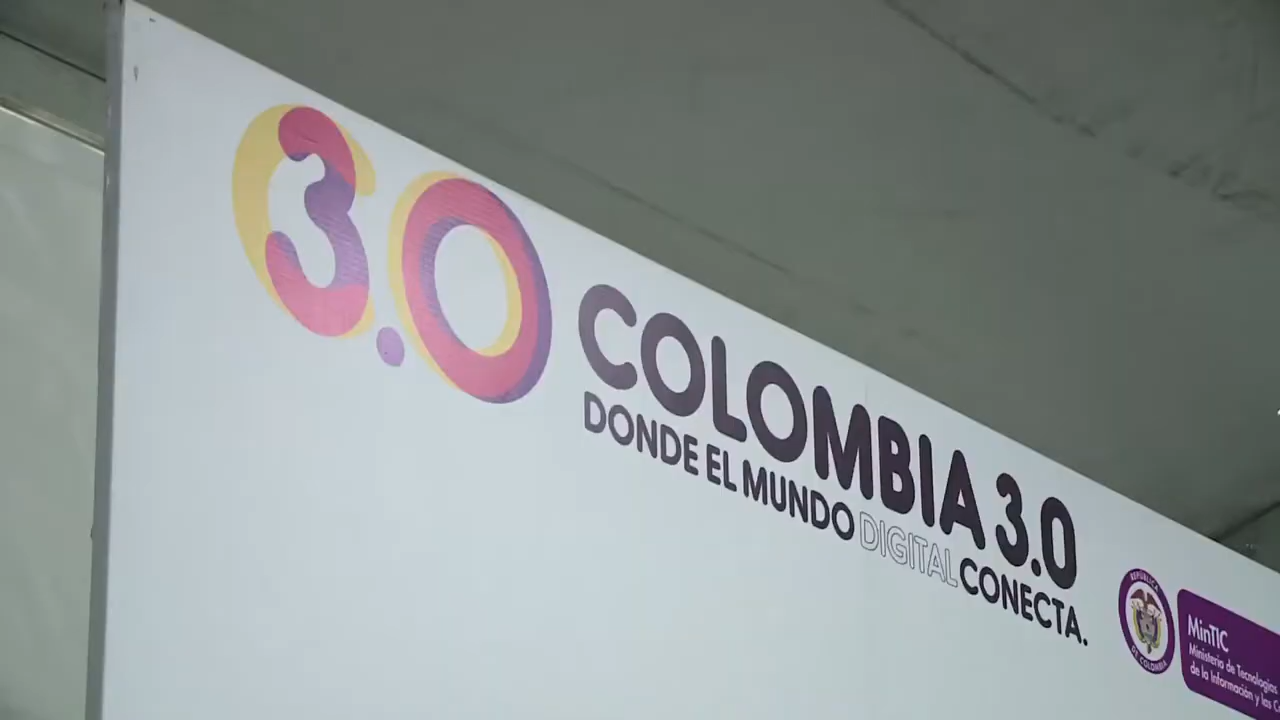 3.0
COLOMBIA 3.0
DONDE EL MUNDO DIGITAL CONECTA.
REPÚBLICA
DE COLOMBIA
MinTIC
Ministerio de Tecnologías
de la Información y las